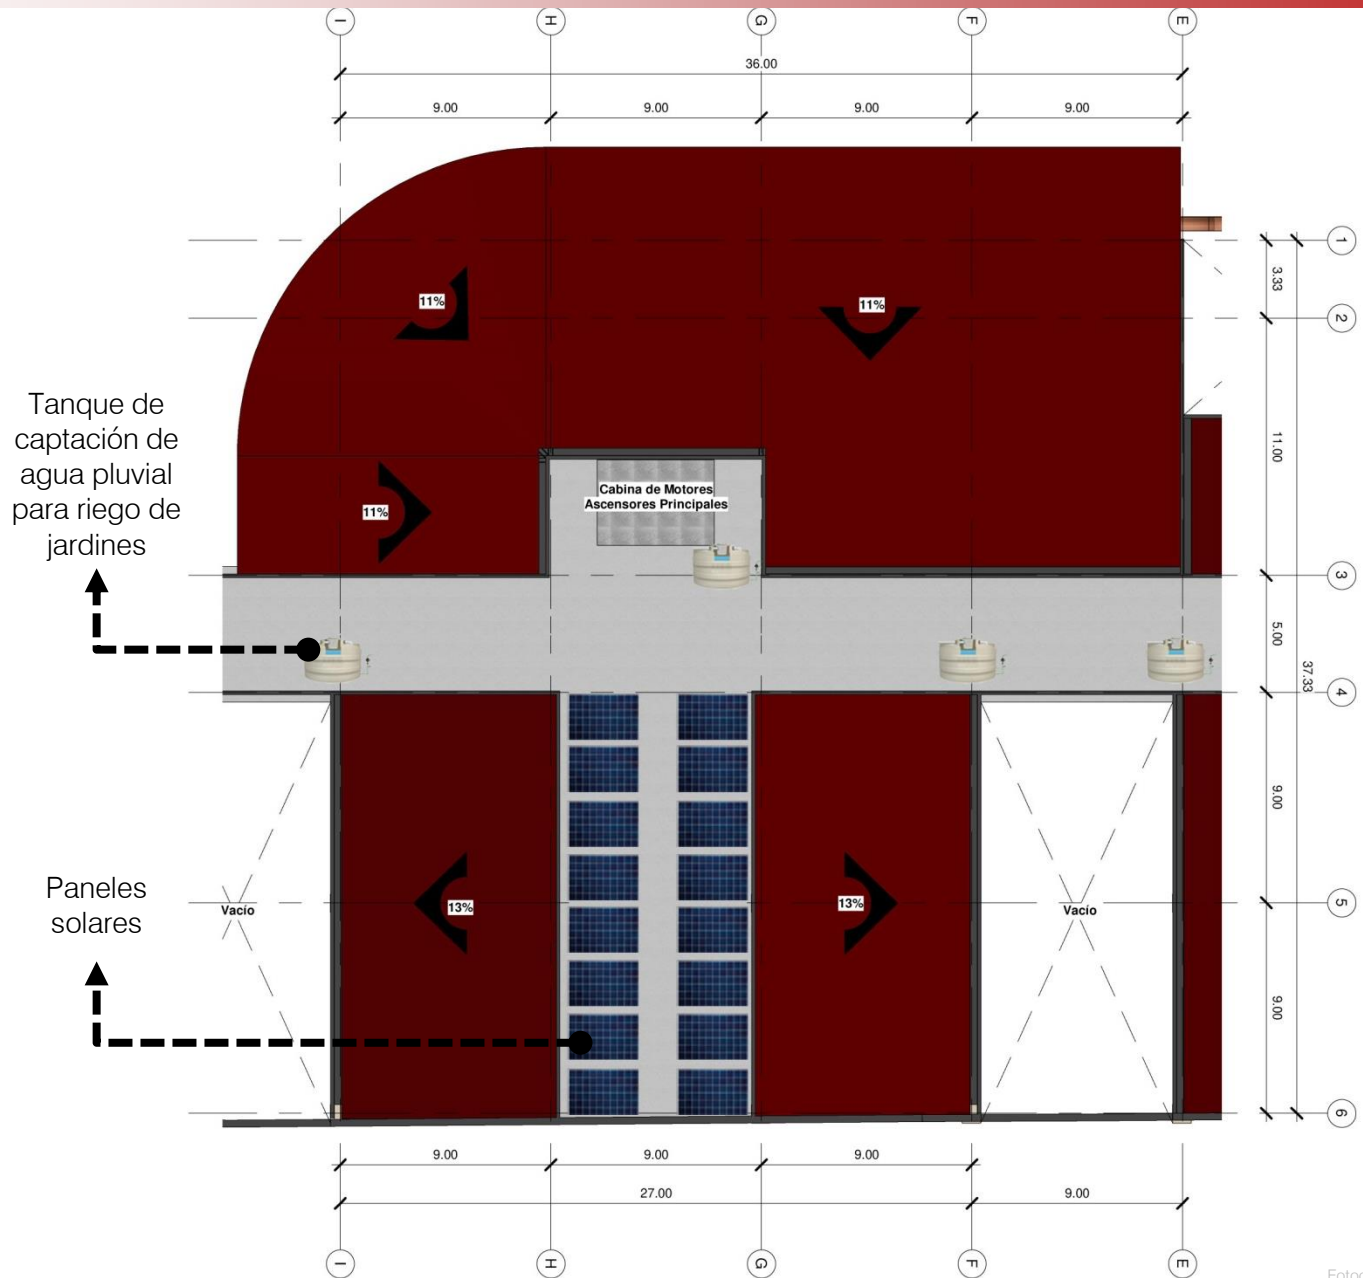 I
H
G
F
E
36.00
9.00
9.00
9.00
9.00
1
3.33
2
11%
11%
Tanque de
captación de
agua pluvial
para riego de
jardines
11.00
Cabina de Motores
Ascensores Principales
11%
3
5.00
37.33
4
9.00
Paneles
solares
Vacío
13%
13%
Vacío
5
9.00
6
9.00
9.00
9.00
27.00
9.00
I
H
G
F
E